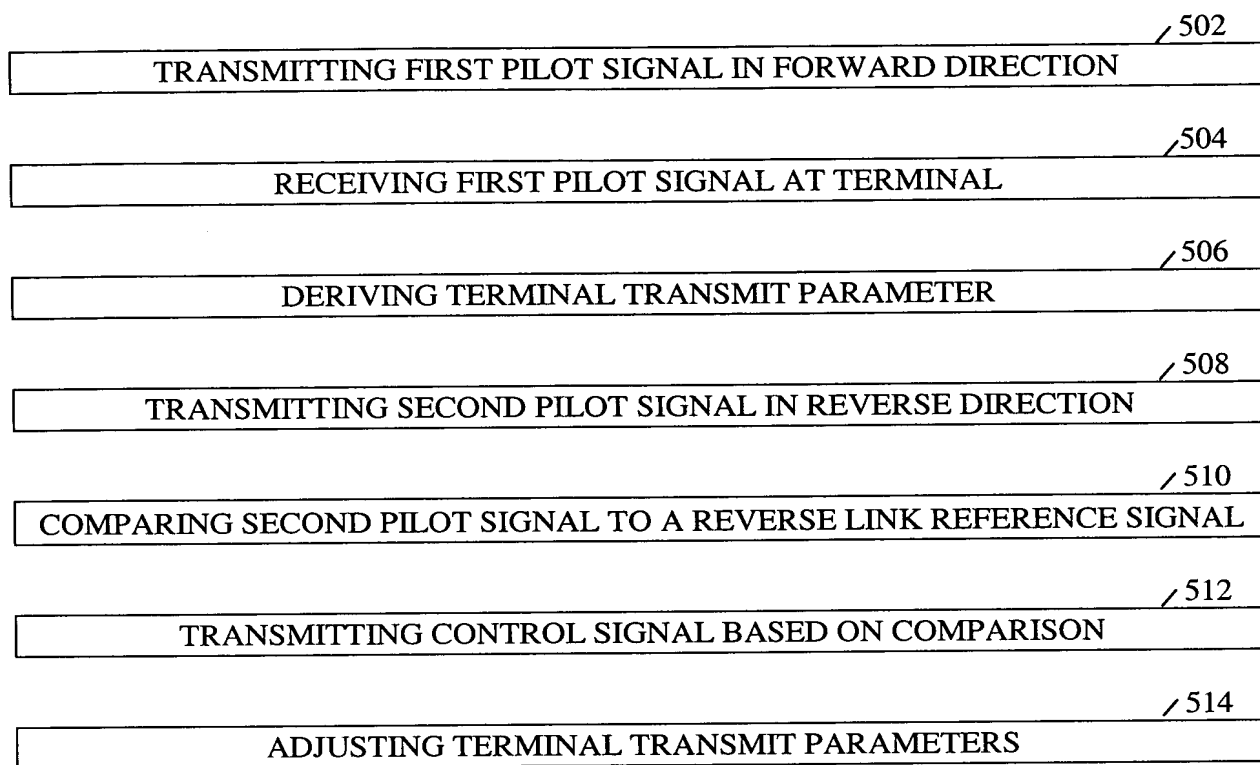 502
TRANSMITTING FIRST PILOT SIGNAL IN FORWARD DIRECTION
504
RECEIVING FIRST PILOT SIGNAL AT TERMINAL
506
DERIVING TERMINAL TRANSMIT PARAMETER
508
TRANSMITTING SECOND PILOT SIGNAL IN REVERSE DIRECTION
510
COMPARING SECOND PILOT SIGNAL TO A REVERSE LINK REFERENCE SIGNAL
512
TRANSMITTING CONTROL SIGNAL BASED ON COMPARISON
514
ADJUSTING TERMINAL TRANSMIT PARAMETERS